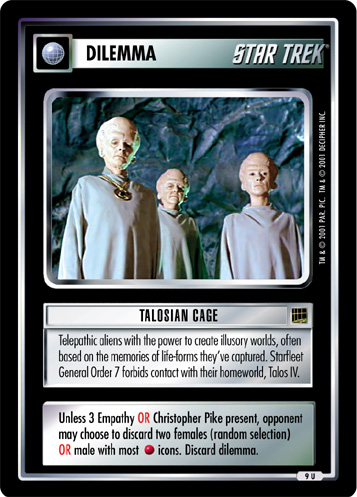 DILEMMA
STAR TREK®
TM & © 2001 PAR. PIC. TM & © 2001 DECIPHER INC.
TALOSIAN CAGE
Telepathic aliens with the power to create illusory worlds, often
based on the memories of life-forms they've captured. Starfleet
General Order 7 forbids contact with their homeworld, Talos IV.
Unless 3 Empathy OR Christopher Pike present, opponent
may choose to discard two females (random selection)
OR male with most icons. Discard dilemma.
9 U